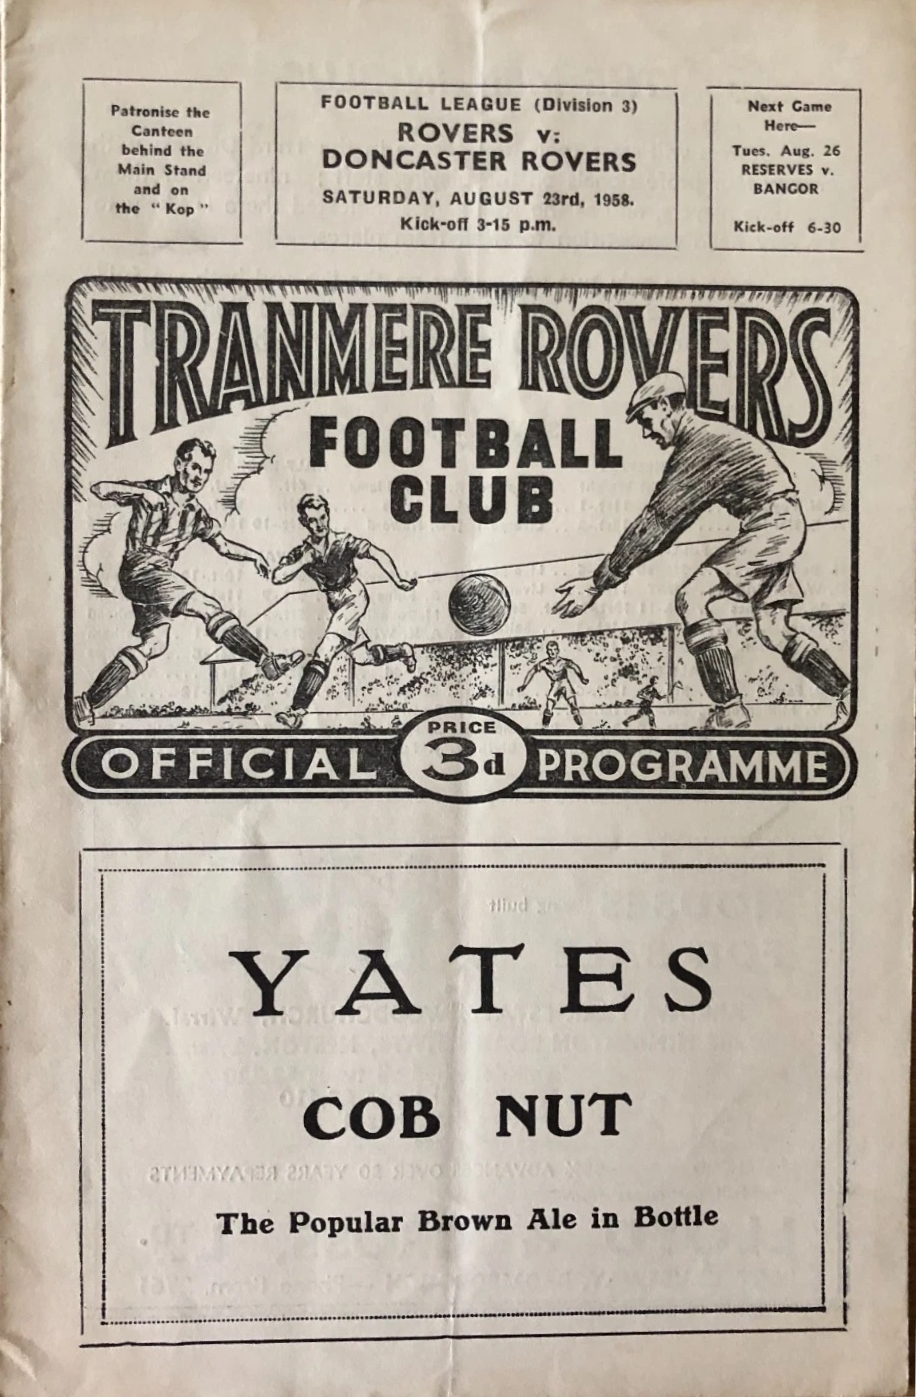 Patronise the
Canteen
behind the
Main Stand
and on
the "Kop"
FOOTBALL LEAGUE (Division 3)
ROVERS v:
DONCASTER ROVERS
SATURDAY, AUGUST 23rd, 1958.
Kick-off 3-15 p.m.
Next Game
Here—
Tues. Aug. 26
RESERVES v.
BANGOR
Kick-off 6-30
TRANMERE ROVERS
FOOTBALL
CLUB
OFFICIAL PRICE 3d PROGRAMME
YATES
COB NUT
The Popular Brown Ale in Bottle